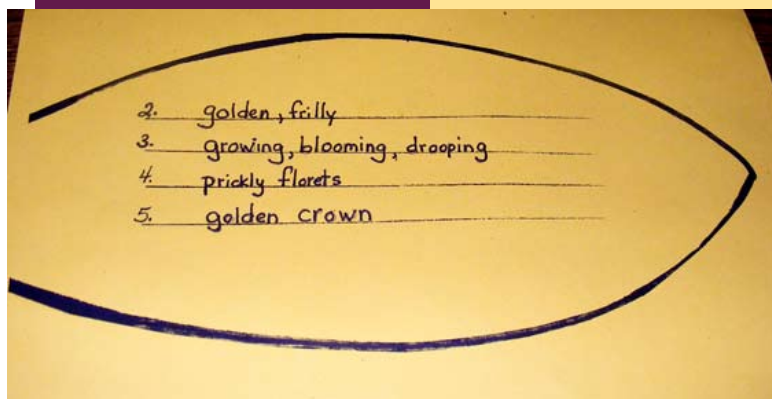 2. golden, frilly
3. growing, blooming, drooping
4. prickly florets
5. golden crown